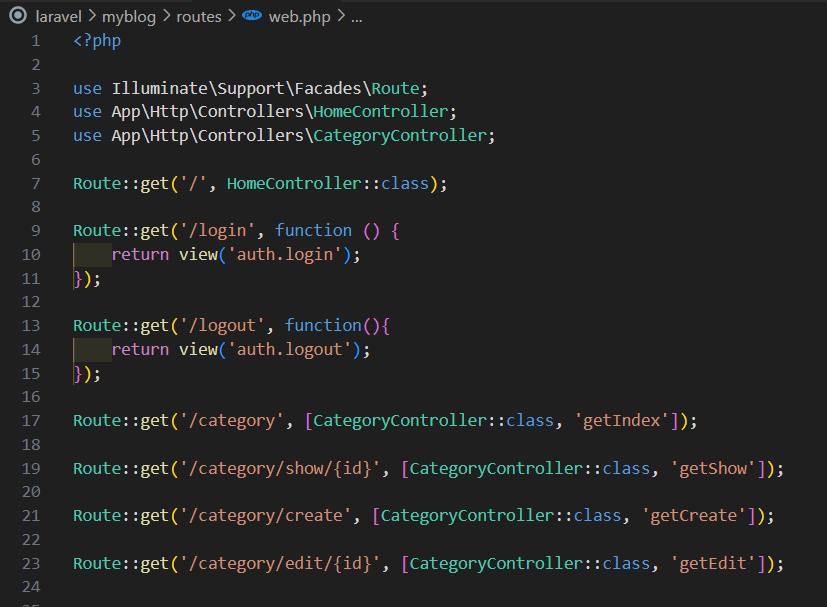 laravel > myblog > routes > php web.php > ...
1 <?php
2
3 use Illuminate\Support\Facades\Route;
4 use App\Http\Controllers\HomeController;
5 use App\Http\Controllers\CategoryController;
6
7 Route::get('/', HomeController::class);
8
9 Route::get('/login', function () {
10     return view('auth.login');
11 });
12
13 Route::get('/logout', function(){
14     return view('auth.logout');
15 });
16
17 Route::get('/category', [CategoryController::class, 'getIndex']);
18
19 Route::get('/category/show/{id}', [CategoryController::class, 'getShow']);
20
21 Route::get('/category/create', [CategoryController::class, 'getCreate']);
22
23 Route::get('/category/edit/{id}', [CategoryController::class, 'getEdit']);
24